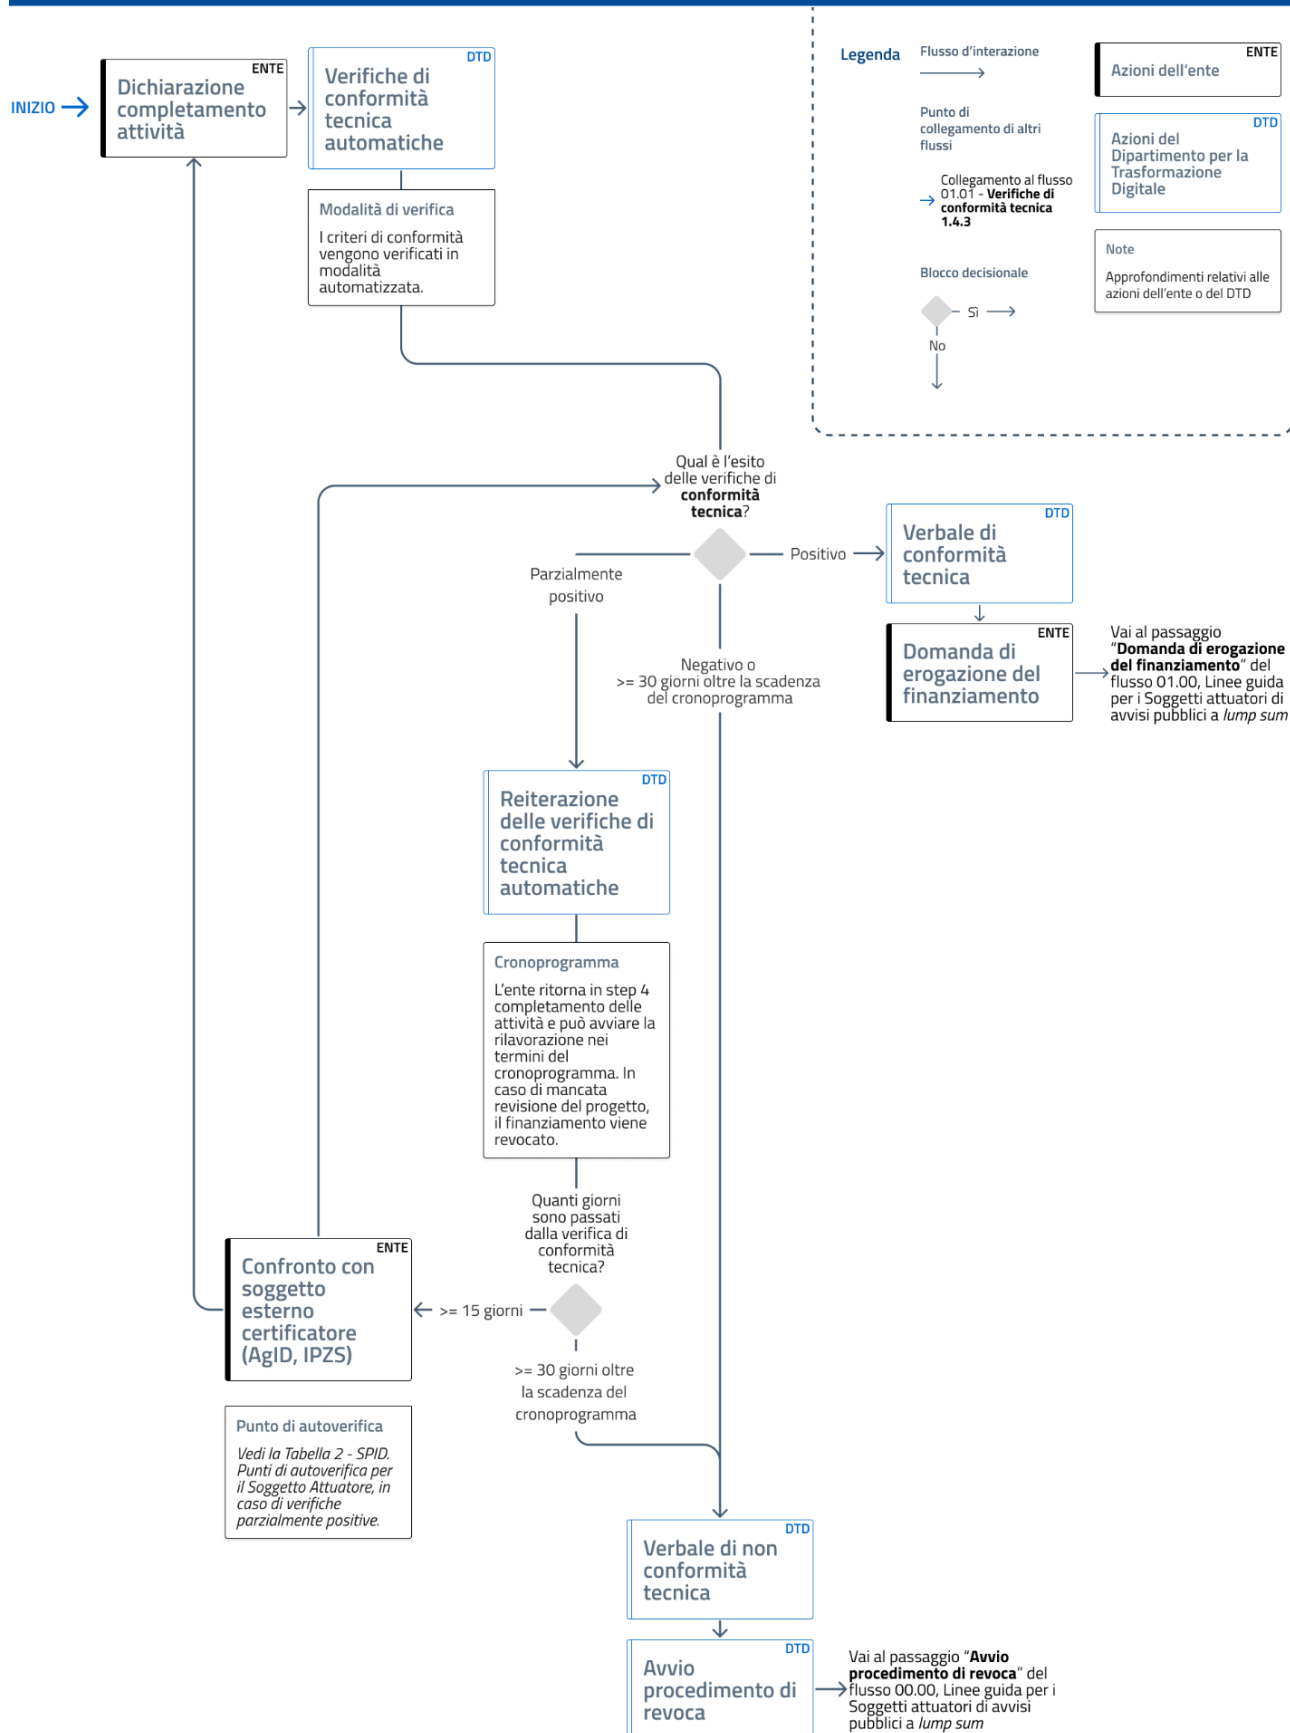 INIZIO
ENTE
Dichiarazione
completamento
attività
DTD
Verifiche di
conformità
tecnica
automatiche
Modalità di verifica
I criteri di conformità
vengono verificati in
modalità
automatizzata.
Legenda
Flusso d'interazione
Punto di
collegamento di altri
flussi
Collegamento al flusso
01.01 - Verifiche di
conformità tecnica
1.4.3
Blocco decisionale
Sì
No
ENTE
Azioni dell'ente
DTD
Azioni del
Dipartimento per la
Trasformazione
Digitale
Note
Approfondimenti relativi alle
azioni dell'ente o del DTD
Qual è l'esito
delle verifiche di
conformità
tecnica?
Positivo
Parzialmente
positivo
Negativo o
>= 30 giorni oltre la scadenza
del cronoprogramma
DTD
Verbale di
conformità
tecnica
ENTE
Domanda di
erogazione del
finanziamento
Vai al passaggio
"Domanda di erogazione
del finanziamento" del
flusso 01.00, Linee guida
per i Soggetti attuatori di
avvisi pubblici a lump sum
DTD
Reiterazione
delle verifiche di
conformità
tecnica
automatiche
Cronoprogramma
L'ente ritorna in step 4
completamento delle
attività e può avviare la
rilavorazione nei
termini del
cronoprogramma. In
caso di mancata
revisione del progetto,
il finanziamento viene
revocato.
Quanti giorni
sono passati
dalla verifica di
conformità
tecnica?
>= 15 giorni
>= 30 giorni oltre
la scadenza del
cronoprogramma
ENTE
Confronto con
soggetto
esterno
certificatore
(AgID, IPZS)
Punto di autoverifica
Vedi la Tabella 2 - SPID.
Punti di autoverifica per
il Soggetto Attuatore, in
caso di verifiche
parzialmente positive.
DTD
Verbale di non
conformità
tecnica
DTD
Avvio
procedimento di
revoca
Vai al passaggio "Avvio
procedimento di revoca" del
flusso 00.00, Linee guida per i
Soggetti attuatori di avvisi
pubblici a lump sum